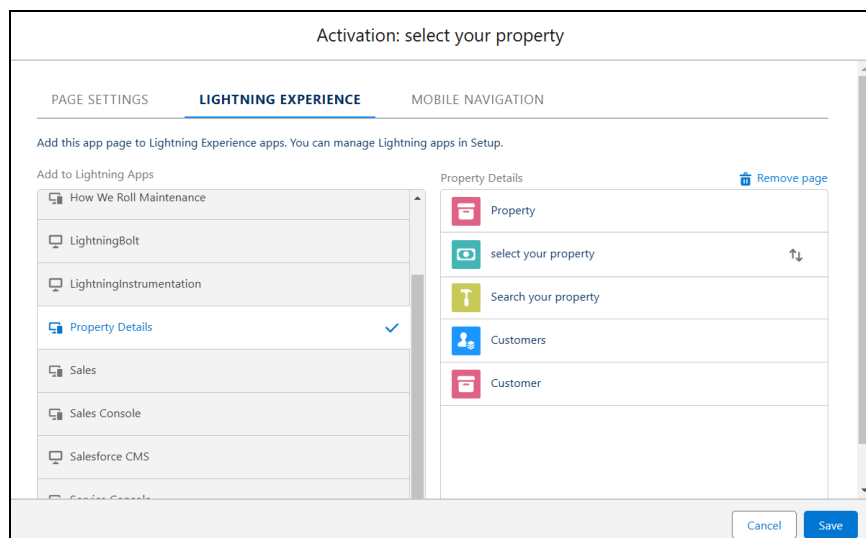 Activation: select your property
PAGE SETTINGS
LIGHTNING EXPERIENCE
MOBILE NAVIGATION
Add this app page to Lightning Experience apps. You can manage Lightning apps in Setup.
Add to Lightning Apps
How We Roll Maintenance
LightningBolt
LightningInstrumentation
Property Details
Sales
Sales Console
Salesforce CMS
Service Console
Property Details
Remove page
Property
select your property
Search your property
Customers
Customer
Cancel
Save